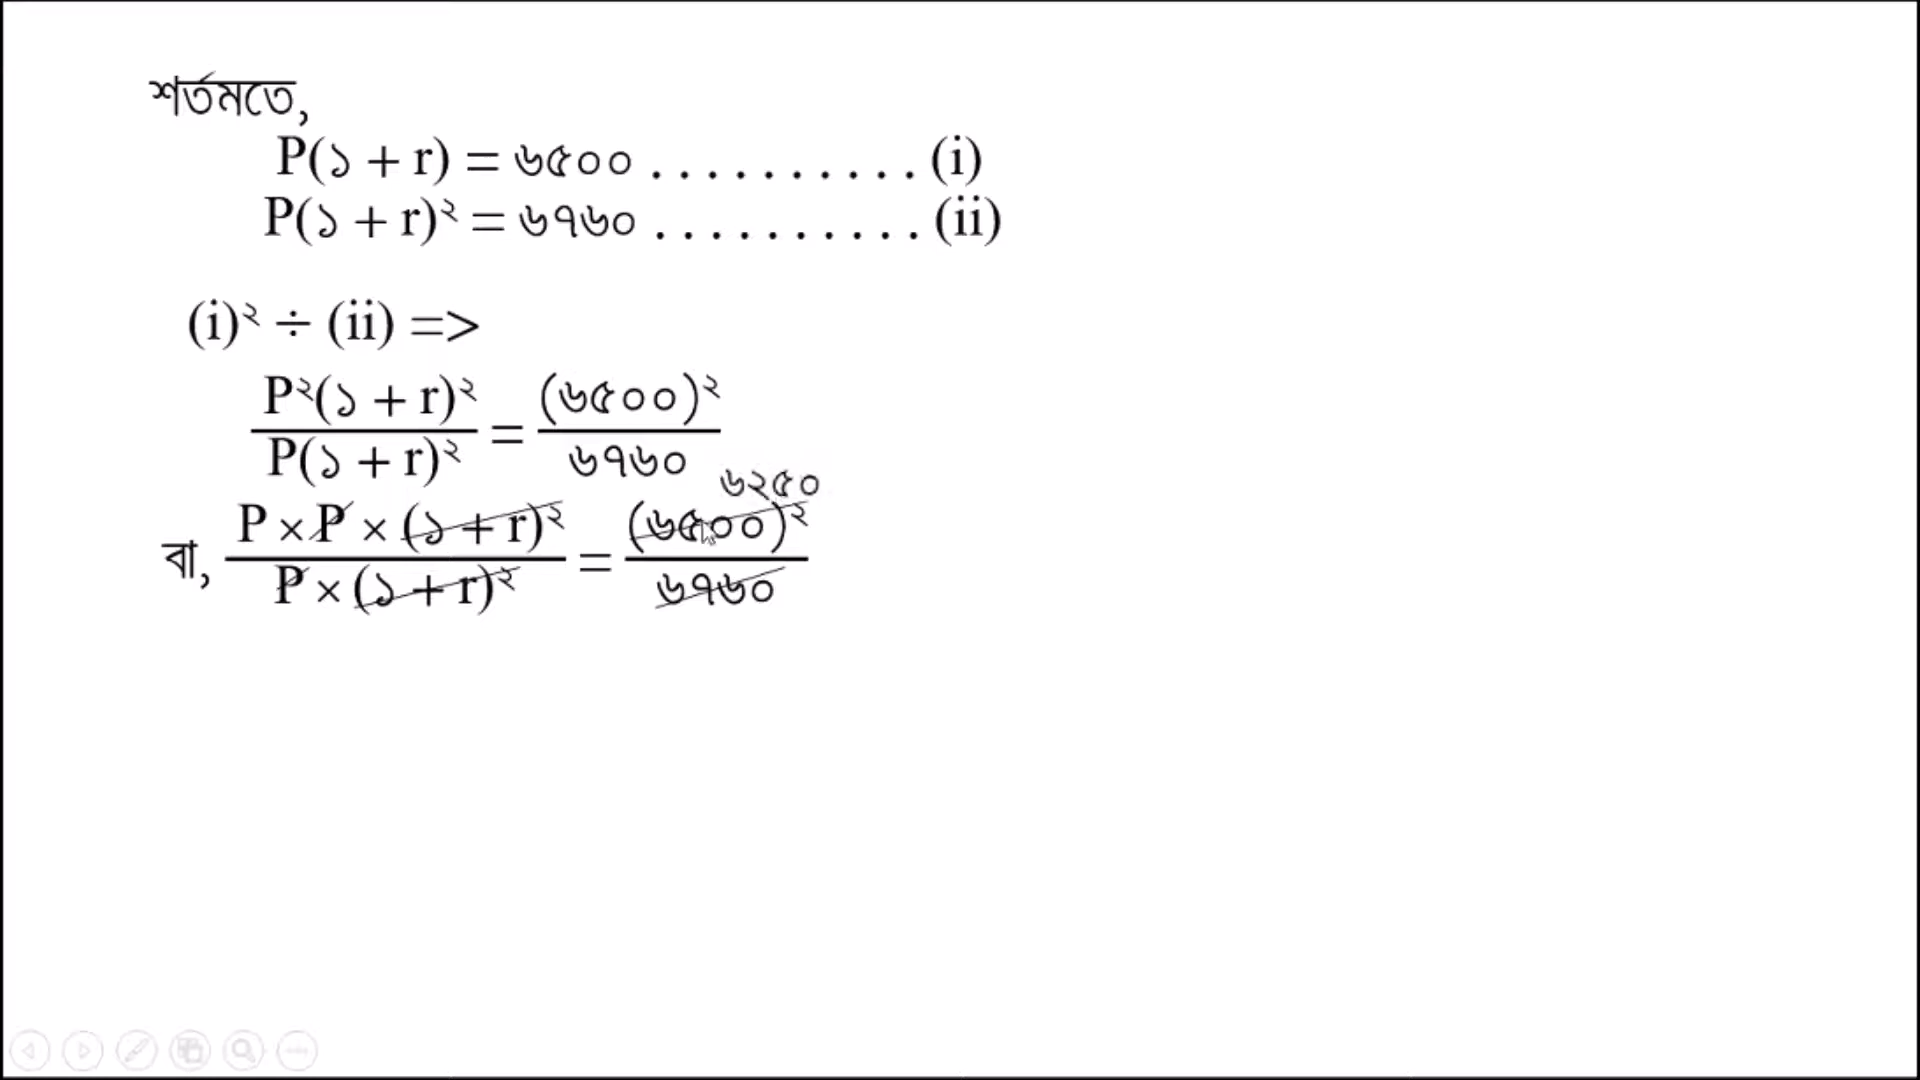 শর্তমতে,
P(১ + r) = ৬৫০০ . . . . . . . . . . (i)
P(১ + r)² = ৬৭৬০ . . . . . . . . . . (ii)
(i)² ÷ (ii) =>
P²(১ + r)² / P(১ + r)² = (৬৫০০)² / ৬৭৬০
৬২৫০
বা, P × P × (১ + r)² / P × (১ + r)² = (৬৫০০)² / ৬৭৬০